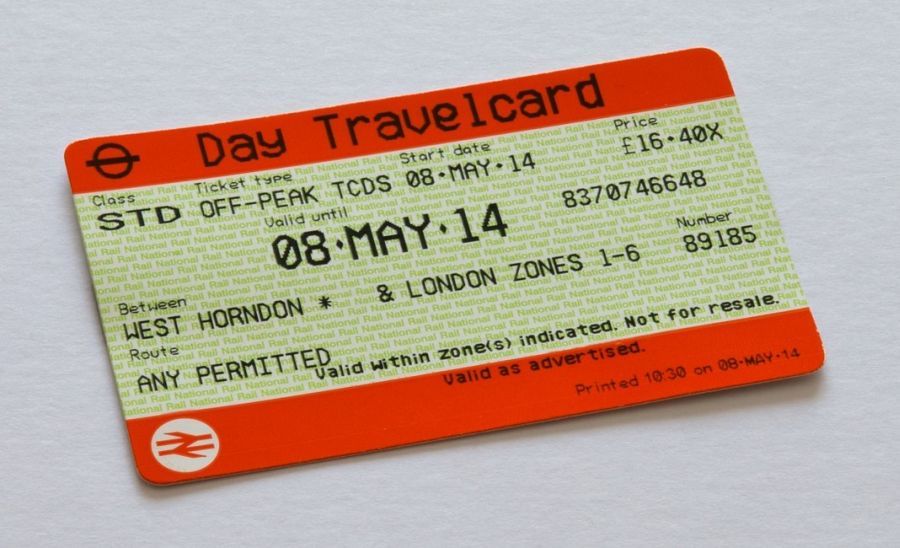 Day Travelcard
Class Ticket type Start date Price
STD OFF-PEAK TCDS 08·MAY·14 £16·40X
Valid until
08·MAY·14 8370746648
Number
89185
Between
WEST HORNDON * & LONDON ZONES 1-6
Route
ANY PERMITTED
Valid within zone(s) indicated. Not for resale.
Valid as advertised.
Printed 10:30 on 08·MAY·14